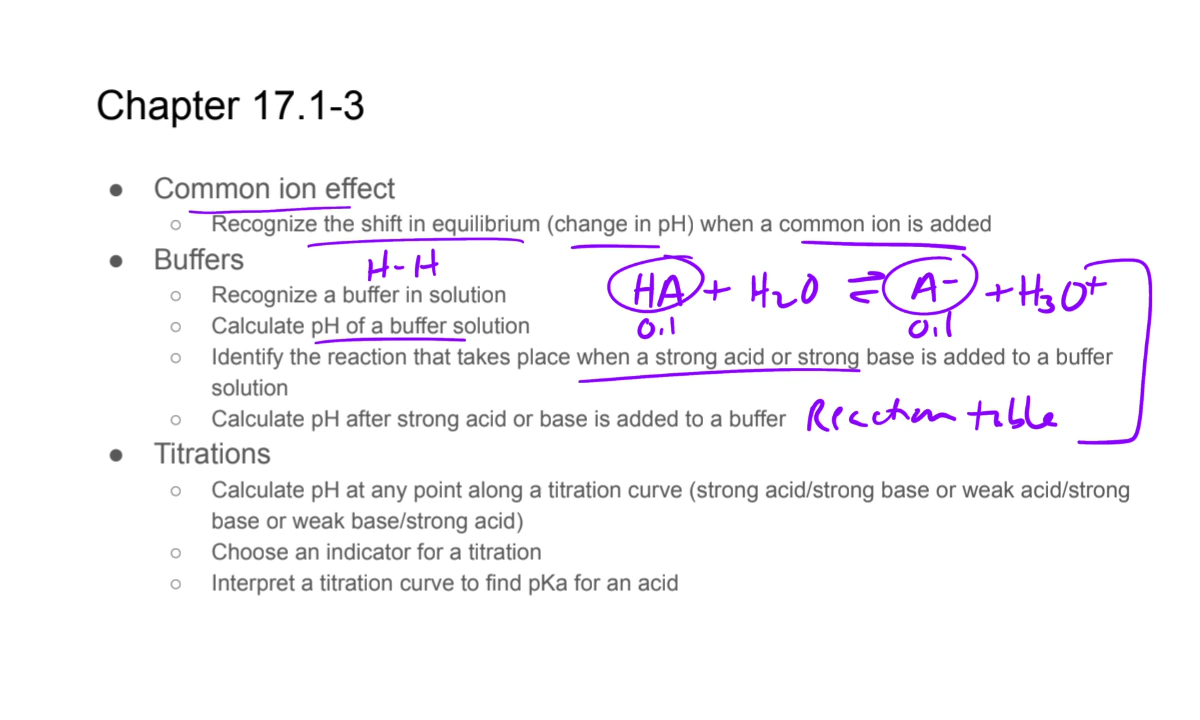 Chapter 17.1-3
● Common ion effect
○ Recognize the shift in equilibrium (change in pH) when a common ion is added
● Buffers
H-H
HA + H2O ⇌ A- + H3O+
0.1 0.1
○ Recognize a buffer in solution
○ Calculate pH of a buffer solution
○ Identify the reaction that takes place when a strong acid or strong base is added to a buffer
solution
○ Calculate pH after strong acid or base is added to a buffer Reaction table
● Titrations
○ Calculate pH at any point along a titration curve (strong acid/strong base or weak acid/strong
base or weak base/strong acid)
○ Choose an indicator for a titration
○ Interpret a titration curve to find pKa for an acid